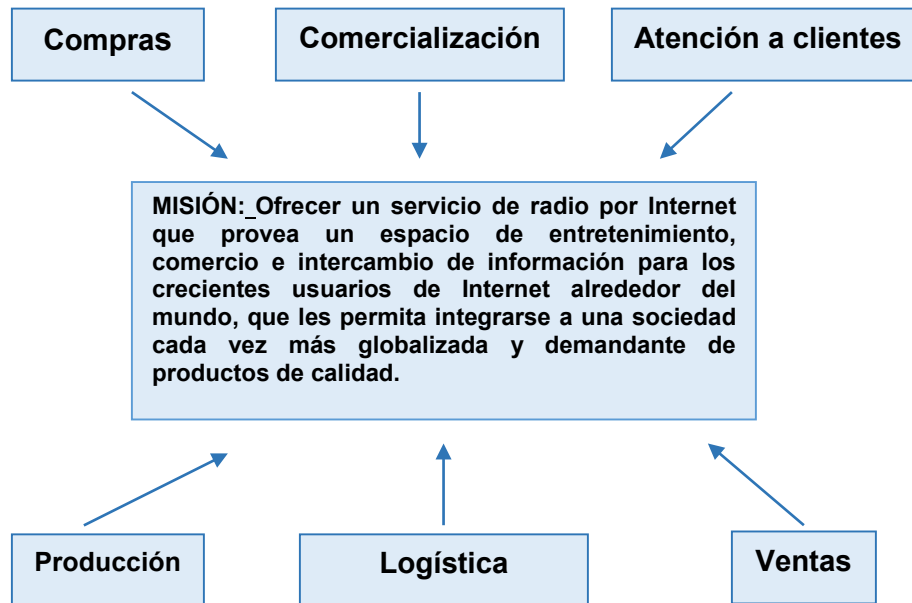 Compras
Comercialización
Atención a clientes
MISIÓN: Ofrecer un servicio de radio por Internet
que provea un espacio de entretenimiento,
comercio e intercambio de información para los
crecientes usuarios de Internet alrededor del
mundo, que les permita integrarse a una sociedad
cada vez más globalizada y demandante de
productos de calidad.
Producción
Logística
Ventas